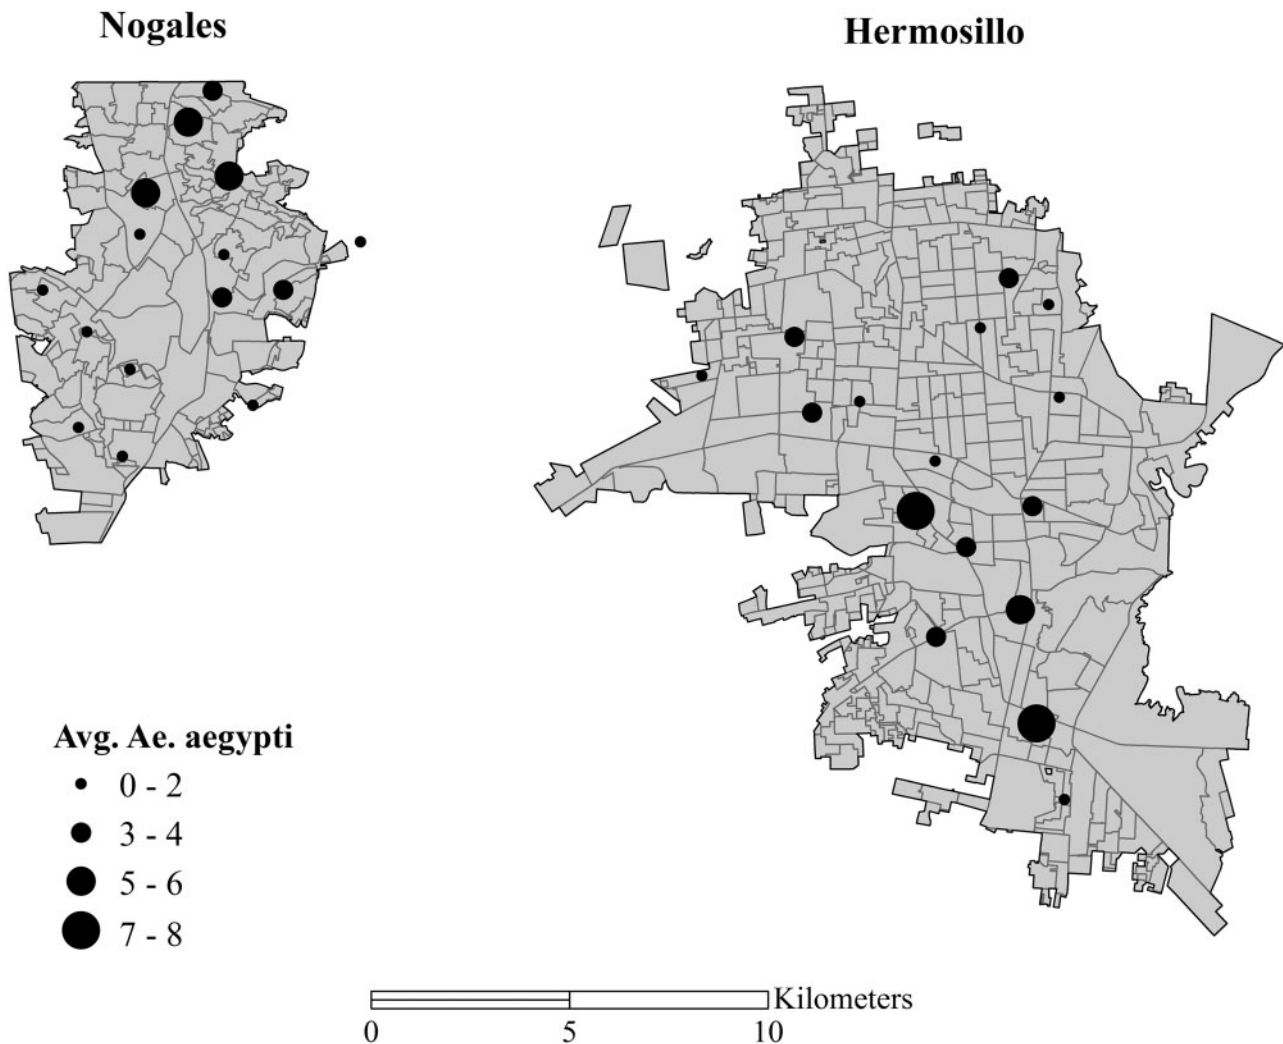 Nogales
Hermosillo
Avg. Ae. aegypti
0 - 2
3 - 4
5 - 6
7 - 8
Kilometers
0 5 10